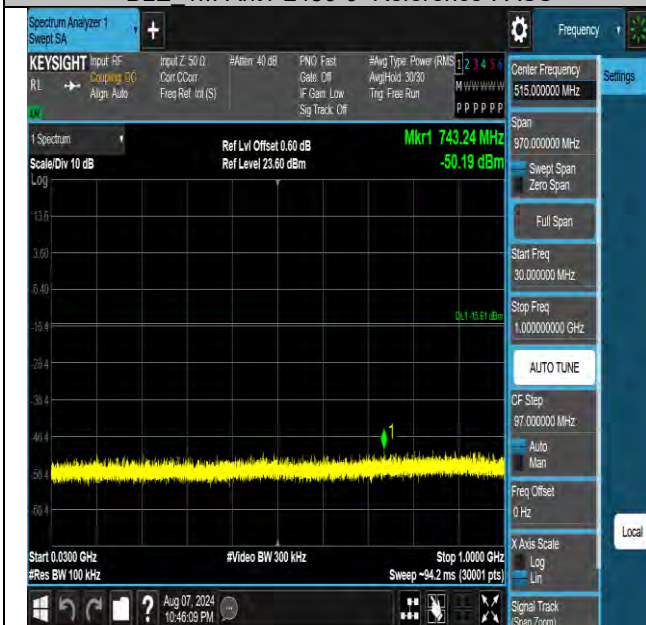 Spectrum Analyzer 1
Swept SA
+
Frequency
KEYSIGHT
RL
Input: RF
Coupling: DC
Align: Auto
Input Z: 50 Ω
Corr CCorr
Freq Ref: Int (S)
#Atten: 40 dB
PNO: Fast
Gate: Off
IF Gain: Low
Sig Track: Off
#Avg Type: Power (RMS
Avg|Hold: 30/30
Trig: Free Run
1 2 3 4 5 6
M W W W W W
P P P P P P
1 Spectrum
Scale/Div 10 dB
Log
Ref Lvl Offset 0.60 dB
Ref Level 23.60 dBm
Mkr1 743.24 MHz
-50.19 dBm
13.6
3.60
-6.40
-16.4
-26.4
-36.4
-46.4
-56.4
-66.4
DL1 -15.61 dBm
1
Start 0.0300 GHz
#Res BW 100 kHz
#Video BW 300 kHz
Stop 1.0000 GHz
Sweep ~94.2 ms (30001 pts)
Aug 07, 2024
10:46:09 PM
Center Frequency
515.000000 MHz
Settings
Span
970.000000 MHz
Swept Span
Zero Span
Full Span
Start Freq
30.000000 MHz
Stop Freq
1.000000000 GHz
AUTO TUNE
CF Step
97.000000 MHz
Auto
Man
Freq Offset
0 Hz
X Axis Scale
Log
Lin
Local
Signal Track
(Span Zoom)